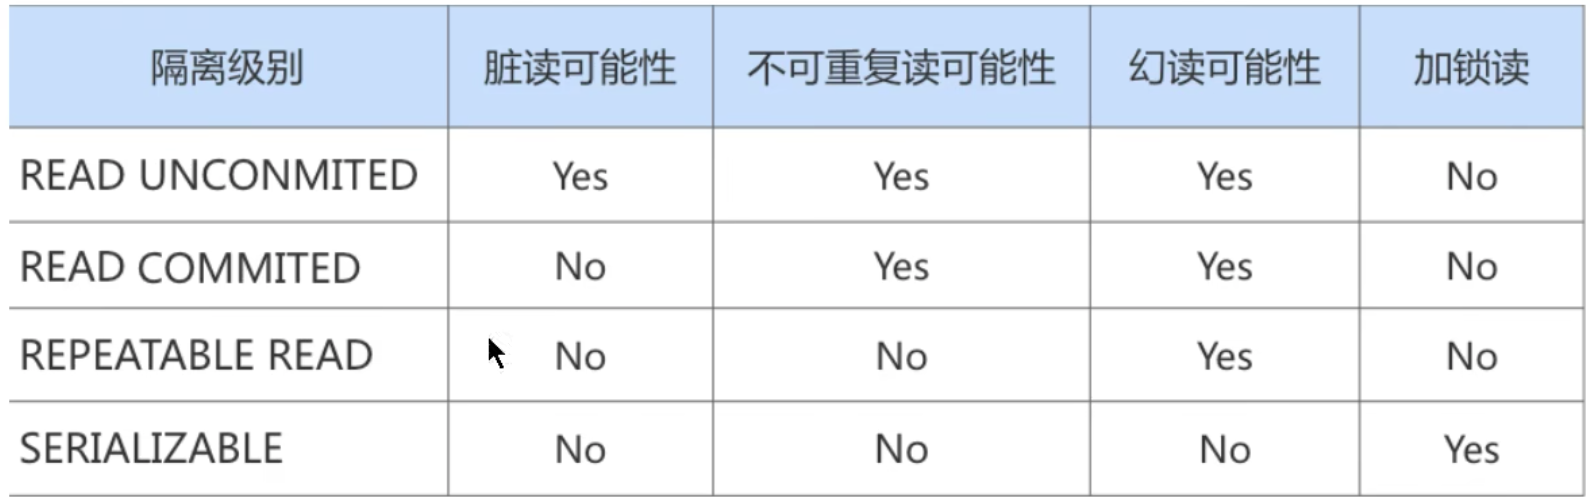 隔离级别 脏读可能性 不可重复读可能性 幻读可能性 加锁读
READ UNCONMITED Yes Yes Yes No
READ COMMITED No Yes Yes No
REPEATABLE READ No No Yes No
SERIALIZABLE No No No Yes